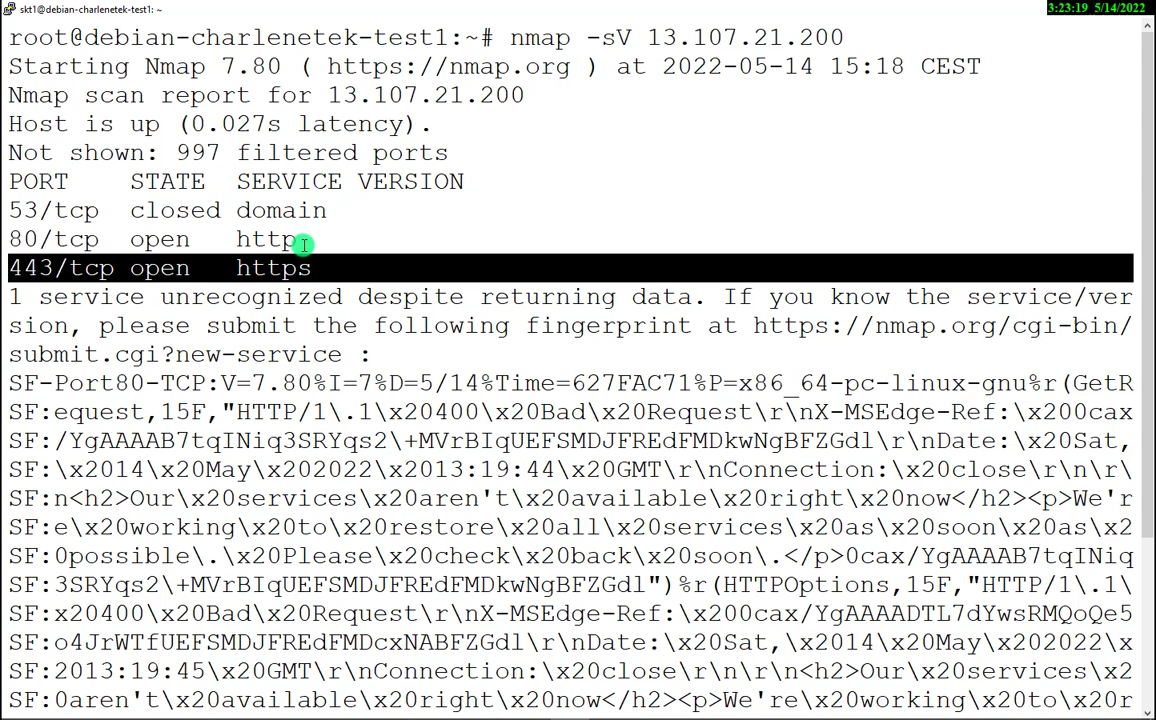 skt1@debian-charlenetek-test1: ~
3:23:19 5/14/2022
root@debian-charlenetek-test1:~# nmap -sV 13.107.21.200
Starting Nmap 7.80 ( https://nmap.org ) at 2022-05-14 15:18 CEST
Nmap scan report for 13.107.21.200
Host is up (0.027s latency).
Not shown: 997 filtered ports
PORT    STATE  SERVICE VERSION
53/tcp  closed domain
80/tcp  open   http
443/tcp open   https
1 service unrecognized despite returning data. If you know the service/ver
sion, please submit the following fingerprint at https://nmap.org/cgi-bin/
submit.cgi?new-service :
SF-Port80-TCP:V=7.80%I=7%D=5/14%Time=627FAC71%P=x86_64-pc-linux-gnu%r(GetR
SF:equest,15F,"HTTP/1\.1\x20400\x20Bad\x20Request\r\nX-MSEdge-Ref:\x200cax
SF:/YgAAAAB7tqINiq3SRYqs2\+MVrBIqUEFSMDJFREdFMDkwNgBFZGdl\r\nDate:\x20Sat,
SF:\x2014\x20May\x202022\x2013:19:44\x20GMT\r\nConnection:\x20close\r\n\r\
SF:n<h2>Our\x20services\x20aren't\x20available\x20right\x20now</h2><p>We'r
SF:e\x20working\x20to\x20restore\x20all\x20services\x20as\x20soon\x20as\x2
SF:0possible\.\x20Please\x20check\x20back\x20soon\.</p>0cax/YgAAAAB7tqINiq
SF:3SRYqs2\+MVrBIqUEFSMDJFREdFMDkwNgBFZGdl")%r(HTTPOptions,15F,"HTTP/1\.1\
SF:x20400\x20Bad\x20Request\r\nX-MSEdge-Ref:\x200cax/YgAAAADTL7dYwsRMQoQe5
SF:o4JrWTfUEFSMDJFREdFMDcxNABFZGdl\r\nDate:\x20Sat,\x2014\x20May\x202022\x
SF:2013:19:45\x20GMT\r\nConnection:\x20close\r\n\r\n<h2>Our\x20services\x2
SF:0aren't\x20available\x20right\x20now</h2><p>We're\x20working\x20to\x20r